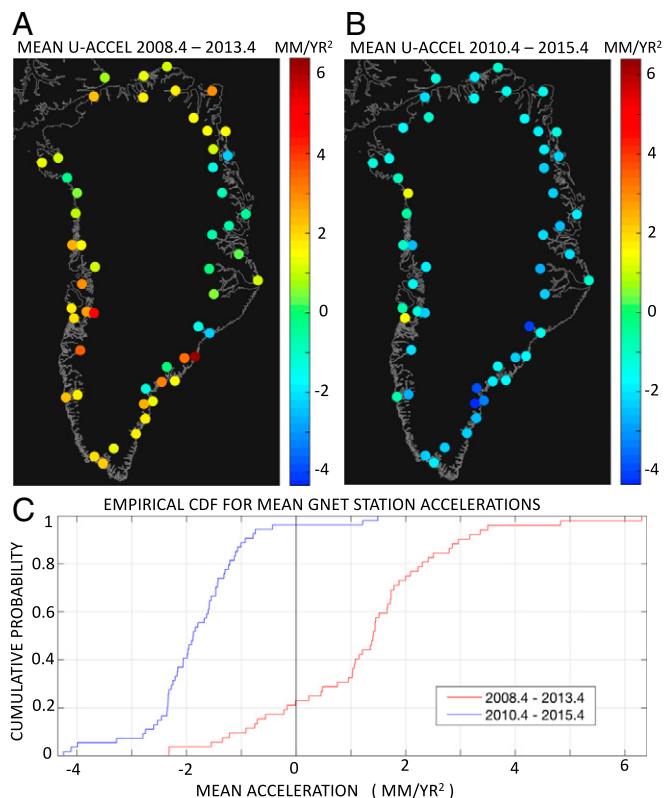 A
MEAN U-ACCEL 2008.4 – 2013.4 MM/YR²
6
4
2
0
-2
-4
B
MEAN U-ACCEL 2010.4 – 2015.4 MM/YR²
6
4
2
0
-2
-4
C
EMPIRICAL CDF FOR MEAN GNET STATION ACCELERATIONS
CUMULATIVE PROBABILITY
1
0.8
0.6
0.4
0.2
0
2008.4 - 2013.4
2010.4 - 2015.4
-4 -2 0 2 4 6
MEAN ACCELERATION ( MM/YR² )